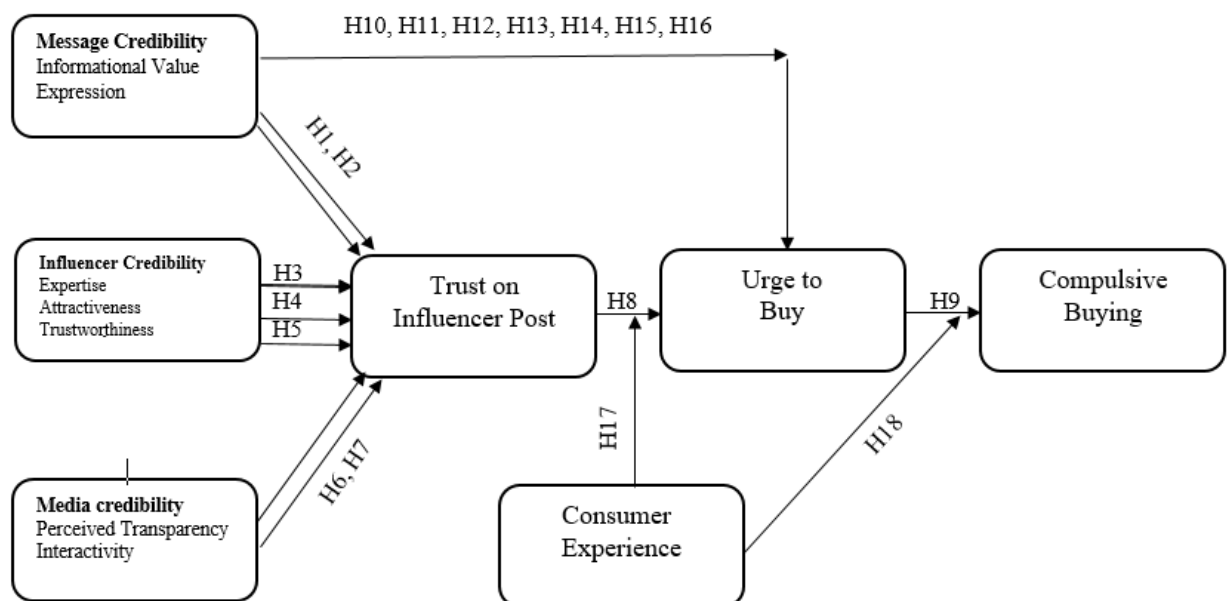 Message Credibility
Informational Value
Expression
H10, H11, H12, H13, H14, H15, H16
H1, H2
Influencer Credibility
Expertise
Attractiveness
Trustworthiness
H3
H4
H5
Trust on
Influencer Post
H8
Urge to
Buy
H9
Compulsive
Buying
H6, H7
H17
H18
Media credibility
Perceived Transparency
Interactivity
Consumer
Experience